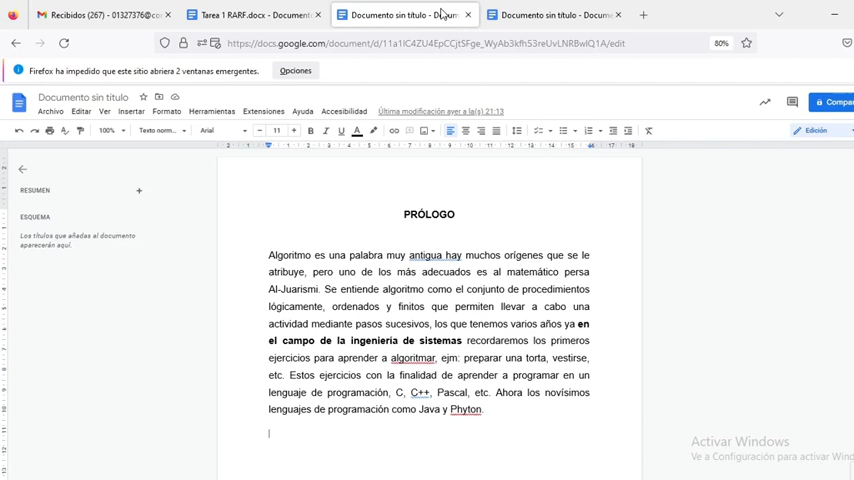 Recibidos (267) - 01327376@co
Tarea 1 RARF.docx - Document
Documento sin título - Docum
Documento sin título - Docume
https://docs.google.com/document/d/11a1IC4ZU4EpCCjtSFge_WyAb3kfh53reUvLNRBwIQ1A/edit
80%
Firefox ha impedido que este sitio abriera 2 ventanas emergentes.
Opciones
Documento sin título
Archivo Editar Ver Insertar Formato Herramientas Extensiones Ayuda Accesibilidad Última modificación ayer a la(s) 21:13
Compar
100% Texto norm... Arial 11 B I U A
Edición
RESUMEN
ESQUEMA
Los títulos que añadas al documento
aparecerán aquí.
PRÓLOGO
Algoritmo es una palabra muy antigua hay muchos orígenes que se le
atribuye, pero uno de los más adecuados es al matemático persa
Al-Juarismi. Se entiende algoritmo como el conjunto de procedimientos
lógicamente, ordenados y finitos que permiten llevar a cabo una
actividad mediante pasos sucesivos, los que tenemos varios años ya en
el campo de la ingeniería de sistemas recordaremos los primeros
ejercicios para aprender a algoritmar, ejm: preparar una torta, vestirse,
etc. Estos ejercicios con la finalidad de aprender a programar en un
lenguaje de programación, C, C++, Pascal, etc. Ahora los novísimos
lenguajes de programación como Java y Phyton.
Activar Windows
Ve a Configuración para activar Wind